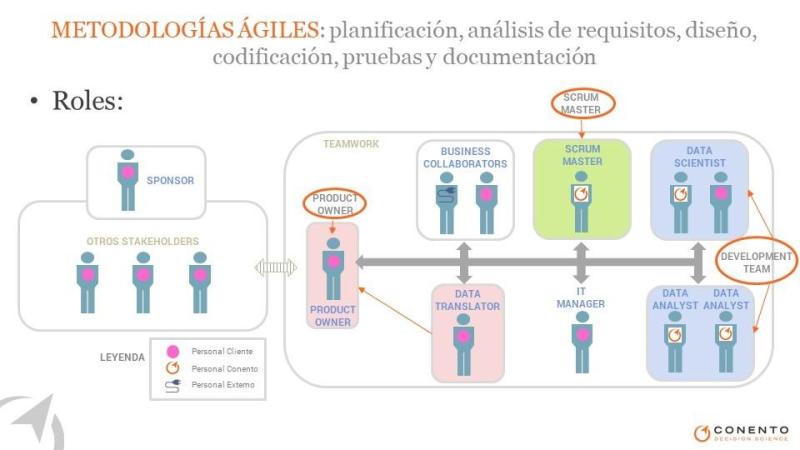 METODOLOGÍAS ÁGILES: planificación, análisis de requisitos, diseño,
codificación, pruebas y documentación
• Roles:
SCRUM
MASTER
TEAMWORK
BUSINESS
COLLABORATORS
SCRUM
MASTER
DATA
SCIENTIST
SPONSOR
PRODUCT
OWNER
OTROS STAKEHOLDERS
DEVELOPMENT
TEAM
PRODUCT
OWNER
DATA
TRANSLATOR
IT
MANAGER
DATA
ANALYST
DATA
ANALYST
LEYENDA
Personal Cliente
Personal Conento
Personal Externo
CONENTO
DECISION SCIENCE